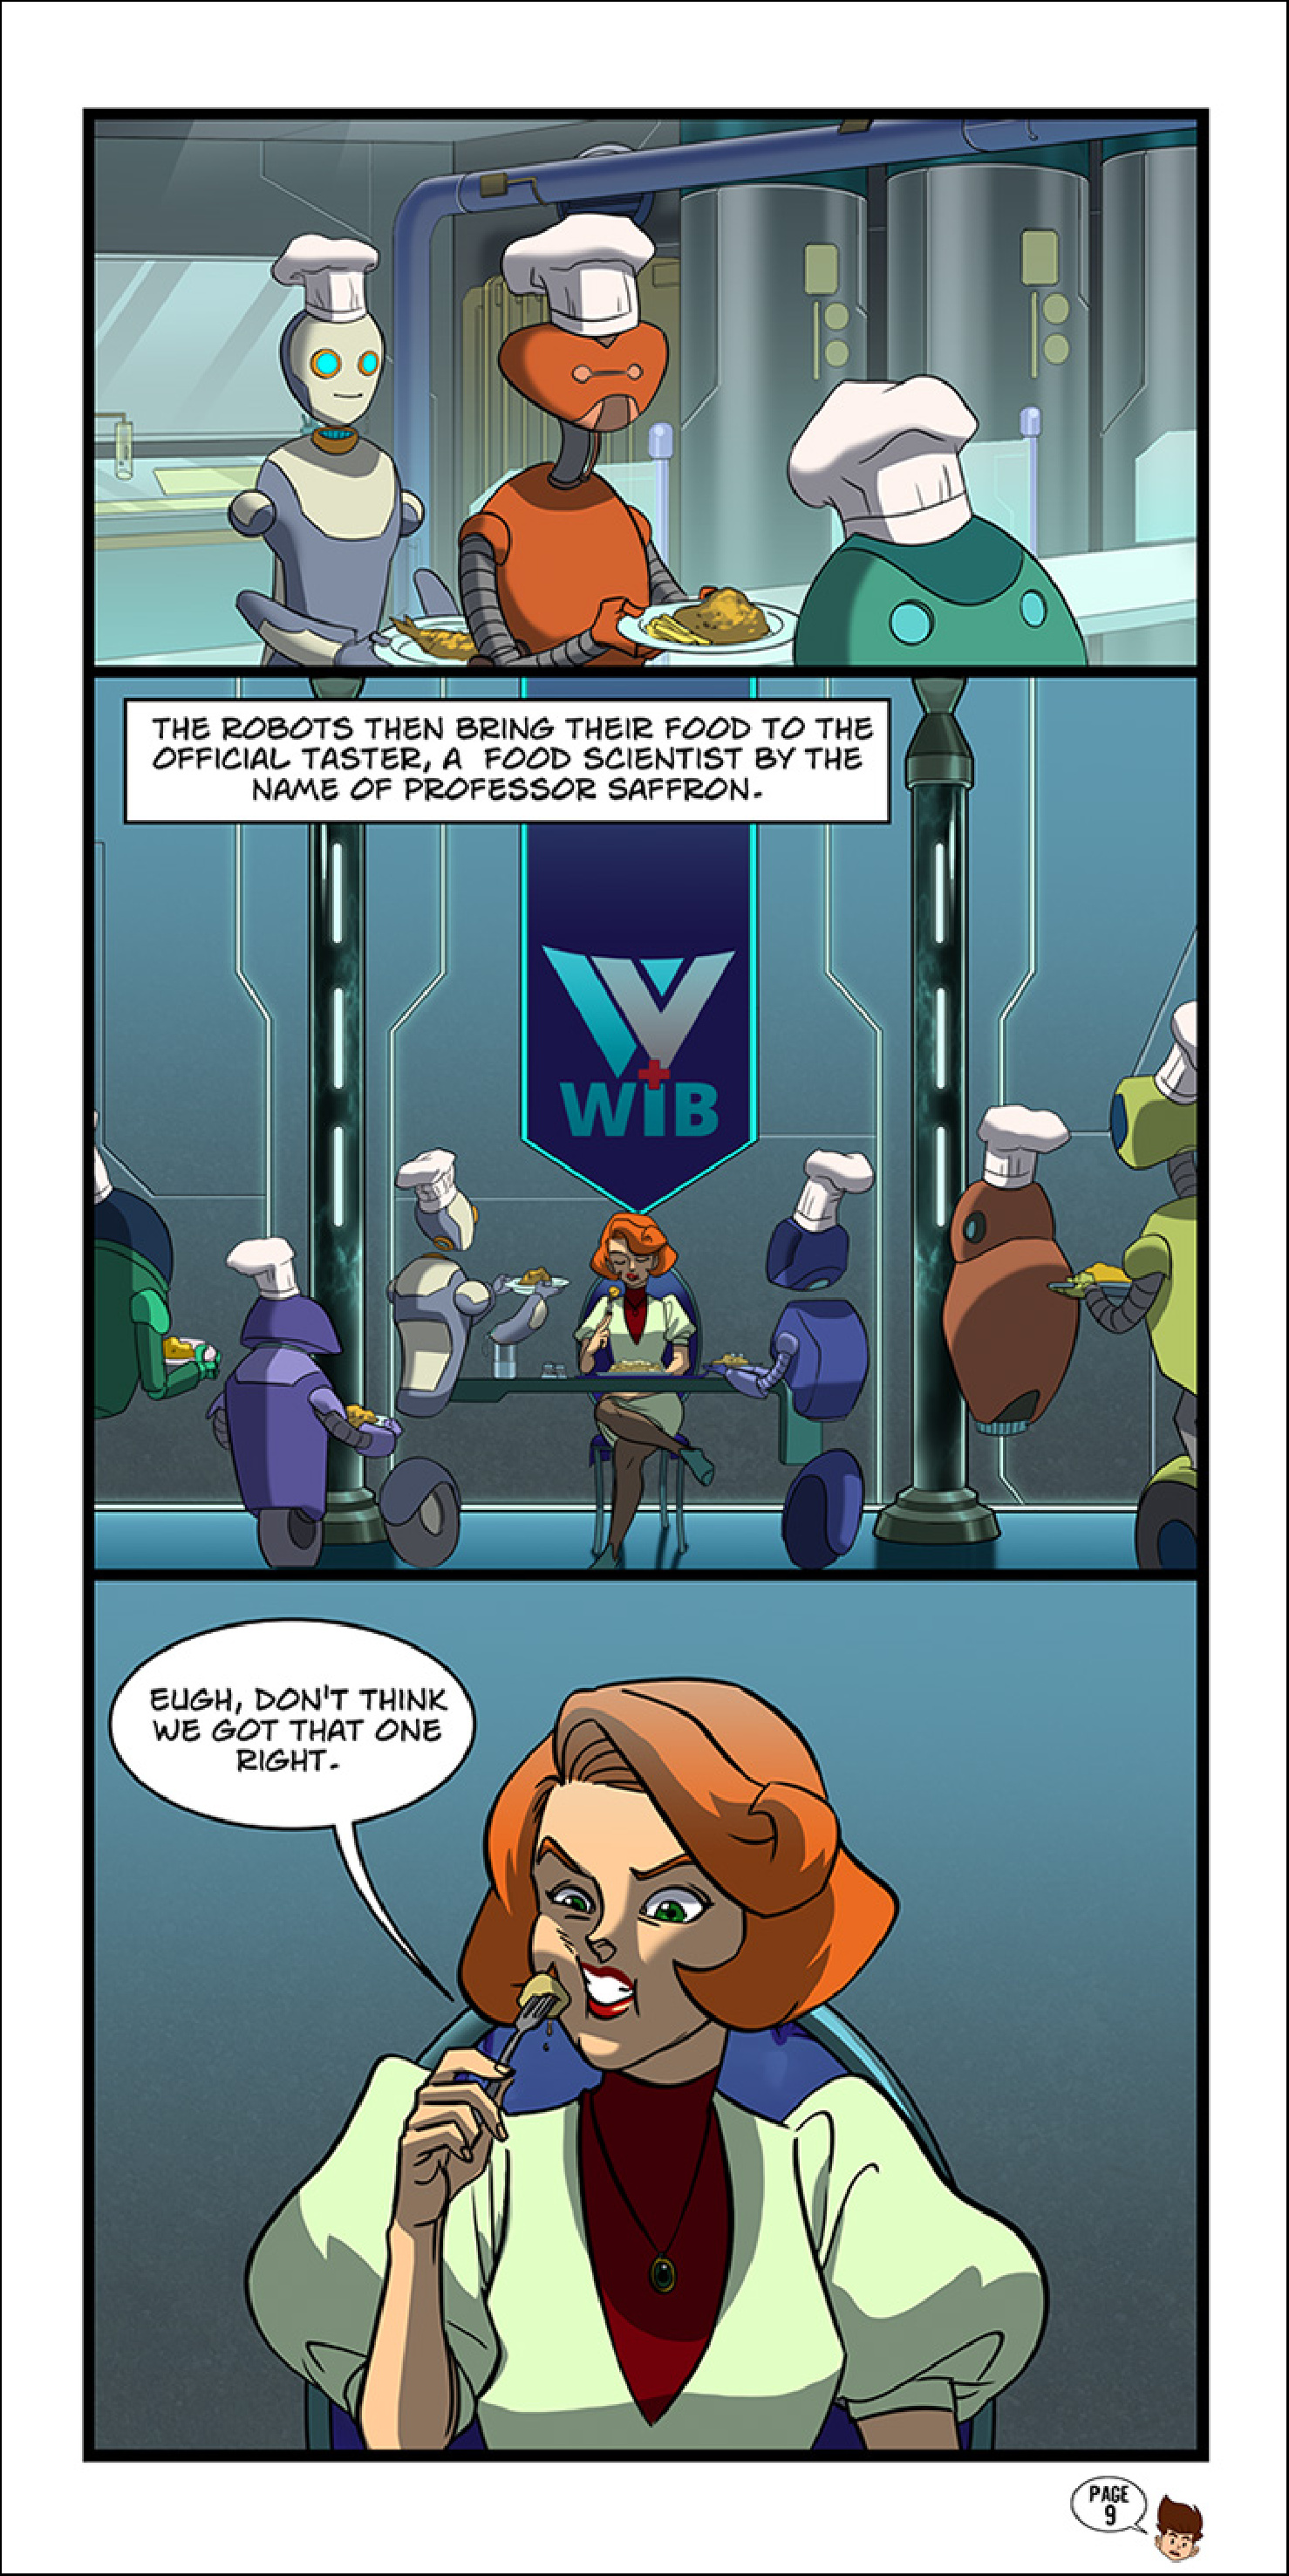 THE ROBOTS THEN BRING THEIR FOOD TO THE
OFFICIAL TASTER, A FOOD SCIENTIST BY THE
NAME OF PROFESSOR SAFFRON.
WIB
EUGH, DON'T THINK
WE GOT THAT ONE
RIGHT.
PAGE
9